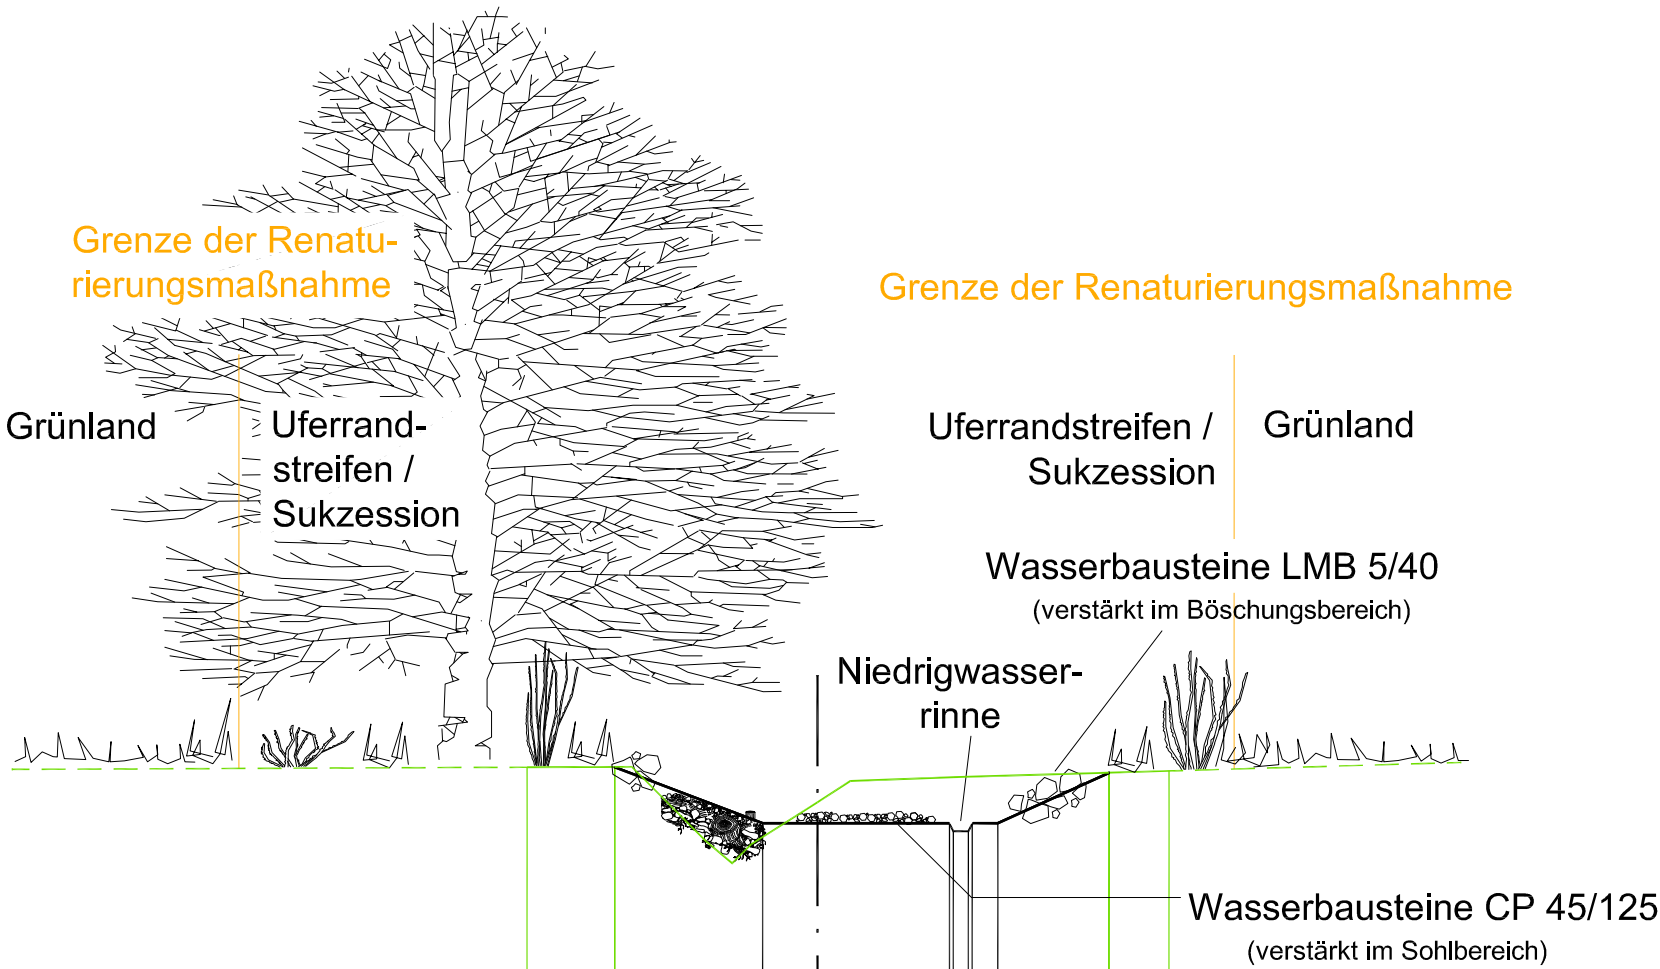 Grenze der Renatu-
rierungsmaßnahme
Grenze der Renaturierungsmaßnahme
Grünland
Uferrand-
streifen /
Sukzession
Uferrandstreifen /
Sukzession
Grünland
Wasserbausteine LMB 5/40
(verstärkt im Böschungsbereich)
Niedrigwasser-
rinne
Wasserbausteine CP 45/125
(verstärkt im Sohlbereich)